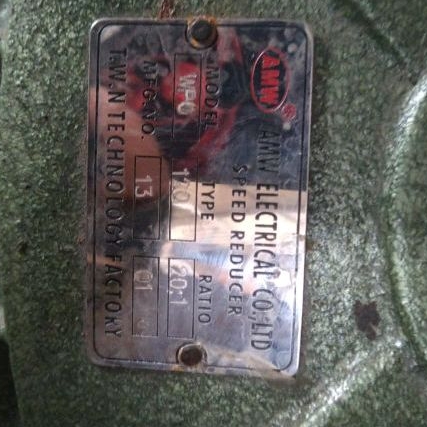 AMW ®
AMW ELECTRICAL CO.,LTD
SPEED REDUCER
MODEL TYPE RATIO
WPO 120 20:1
MFG.NO. 13 01
T.W.N TECHNOLOGY FACTORY